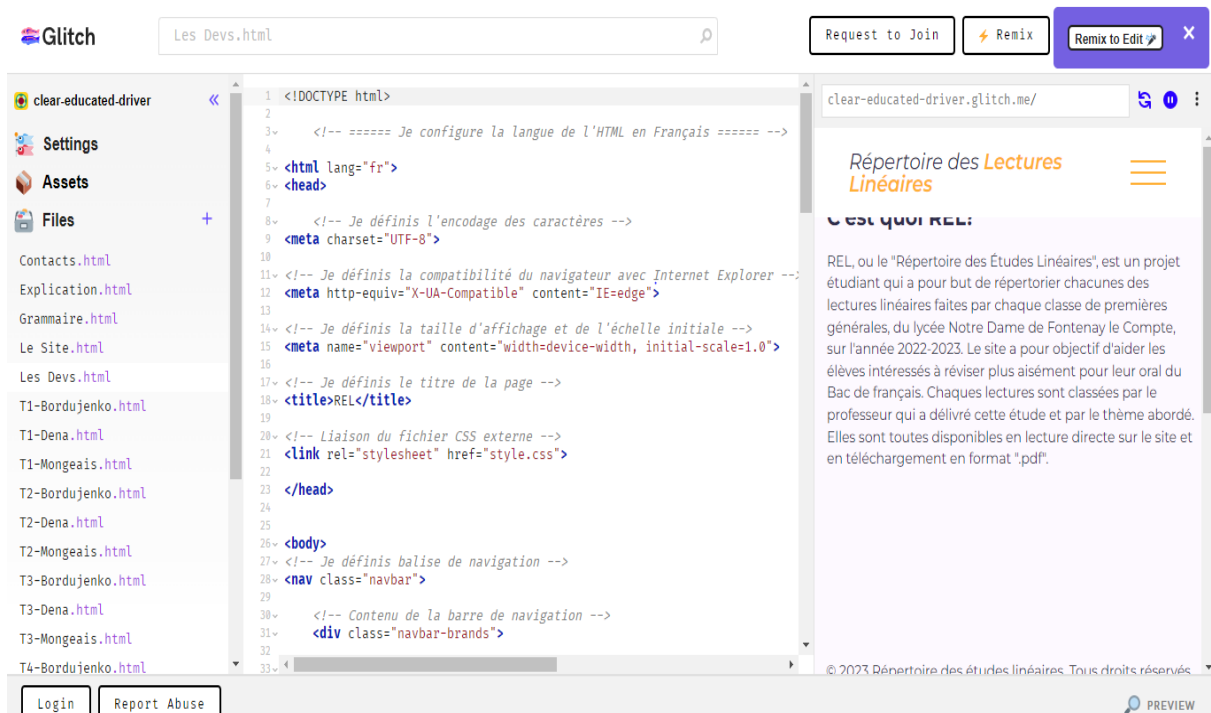 Glitch
Les Devs.html
Request to Join
Remix
Remix to Edit
X
clear-educated-driver
«
Settings
Assets
Files
+
Contacts.html
Explication.html
Grammaire.html
Le Site.html
Les Devs.html
T1-Bordujenko.html
T1-Dena.html
T1-Mongeais.html
T2-Bordujenko.html
T2-Dena.html
T2-Mongeais.html
T3-Bordujenko.html
T3-Dena.html
T3-Mongeais.html
T4-Bordujenko.html
1 <!DOCTYPE html>
2
3 <!-- ====== Je configure la langue de l'HTML en Français ====== -->
4
5 <html lang="fr">
6 <head>
7
8 <!-- Je définis l'encodage des caractères -->
9 <meta charset="UTF-8">
10
11 <!-- Je définis la compatibilité du navigateur avec Internet Explorer -->
12 <meta http-equiv="X-UA-Compatible" content="IE=edge">
13
14 <!-- Je définis la taille d'affichage et de l'échelle initiale -->
15 <meta name="viewport" content="width=device-width, initial-scale=1.0">
16
17 <!-- Je définis le titre de la page -->
18 <title>REL</title>
19
20 <!-- Liaison du fichier CSS externe -->
21 <link rel="stylesheet" href="style.css">
22
23 </head>
24
25
26 <body>
27 <!-- Je définis balise de navigation -->
28 <nav class="navbar">
29
30 <!-- Contenu de la barre de navigation -->
31 <div class="navbar-brands">
32
33
clear-educated-driver.glitch.me/
Répertoire des Lectures
Linéaires
C'est quoi REL?
REL, ou le "Répertoire des Études Linéaires", est un projet
étudiant qui a pour but de répertorier chacunes des
lectures linéaires faites par chaque classe de premières
générales, du lycée Notre Dame de Fontenay le Compte,
sur l'année 2022-2023. Le site a pour objectif d'aider les
élèves intéressés à réviser plus aisément pour leur oral du
Bac de français. Chaques lectures sont classées par le
professeur qui a délivré cette étude et par le thème abordé.
Elles sont toutes disponibles en lecture directe sur le site et
en téléchargement en format ".pdf".
© 2023 Répertoire des études linéaires. Tous droits réservés
Login
Report Abuse
PREVIEW